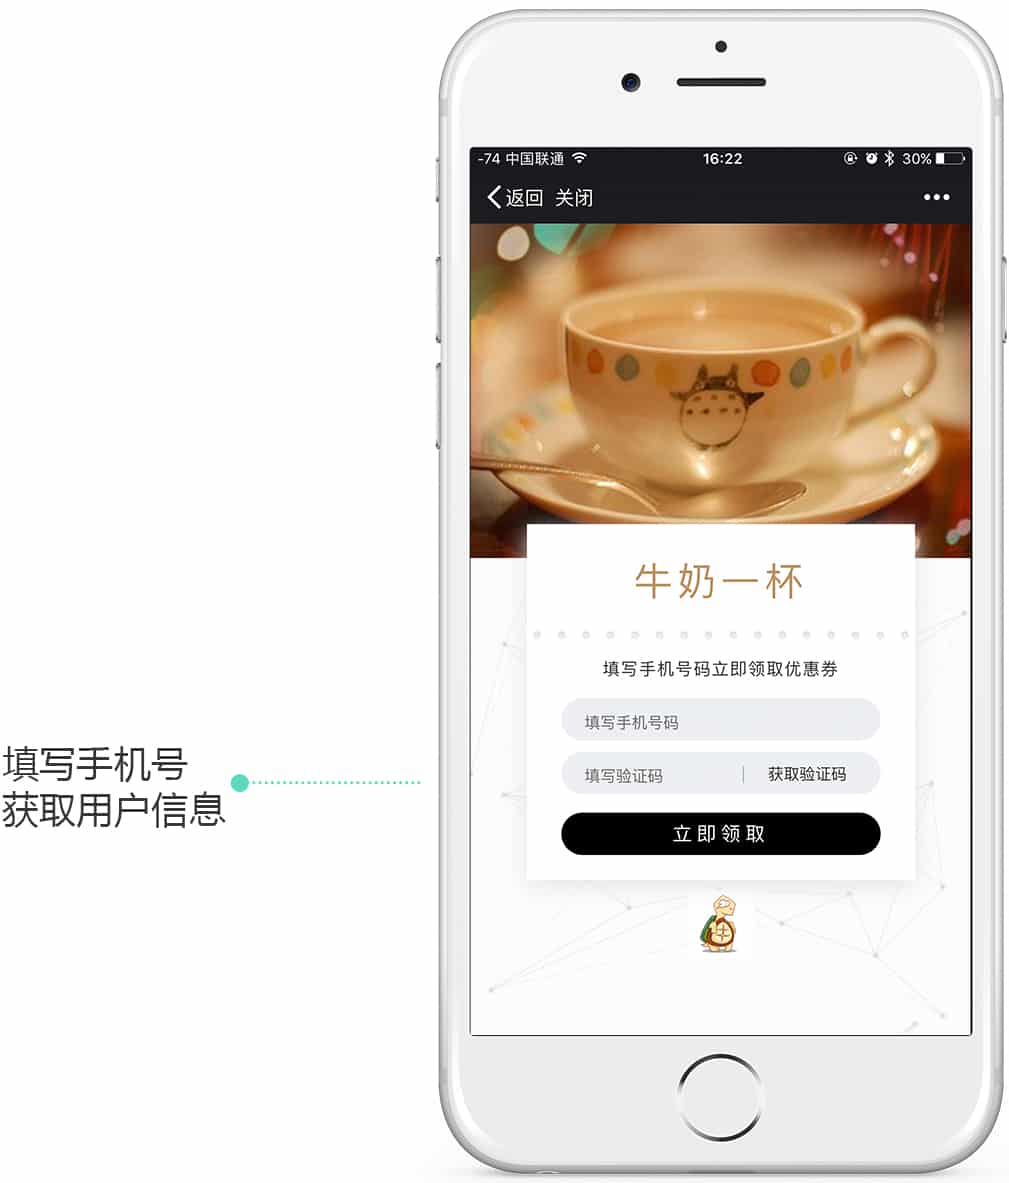 -74 中国联通 16:22 30%
返回 关闭
牛奶一杯
填写手机号码立即领取优惠券
填写手机号码
填写验证码 | 获取验证码
立即领取
填写手机号
获取用户信息